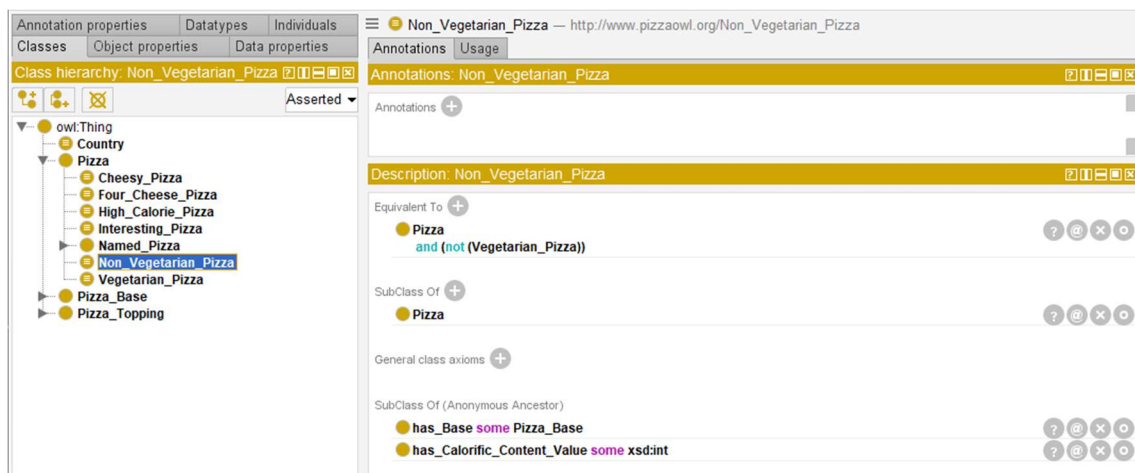 Annotation properties Datatypes Individuals
Classes Object properties Data properties
Class hierarchy: Non_Vegetarian_Pizza
Asserted
owl:Thing
Country
Pizza
Cheesy_Pizza
Four_Cheese_Pizza
High_Calorie_Pizza
Interesting_Pizza
Named_Pizza
Non_Vegetarian_Pizza
Vegetarian_Pizza
Pizza_Base
Pizza_Topping
Non_Vegetarian_Pizza — http://www.pizzaowl.org/Non_Vegetarian_Pizza
Annotations Usage
Annotations: Non_Vegetarian_Pizza
Annotations
Description: Non_Vegetarian_Pizza
Equivalent To
Pizza
and (not (Vegetarian_Pizza))
SubClass Of
Pizza
General class axioms
SubClass Of (Anonymous Ancestor)
has_Base some Pizza_Base
has_Calorific_Content_Value some xsd:int